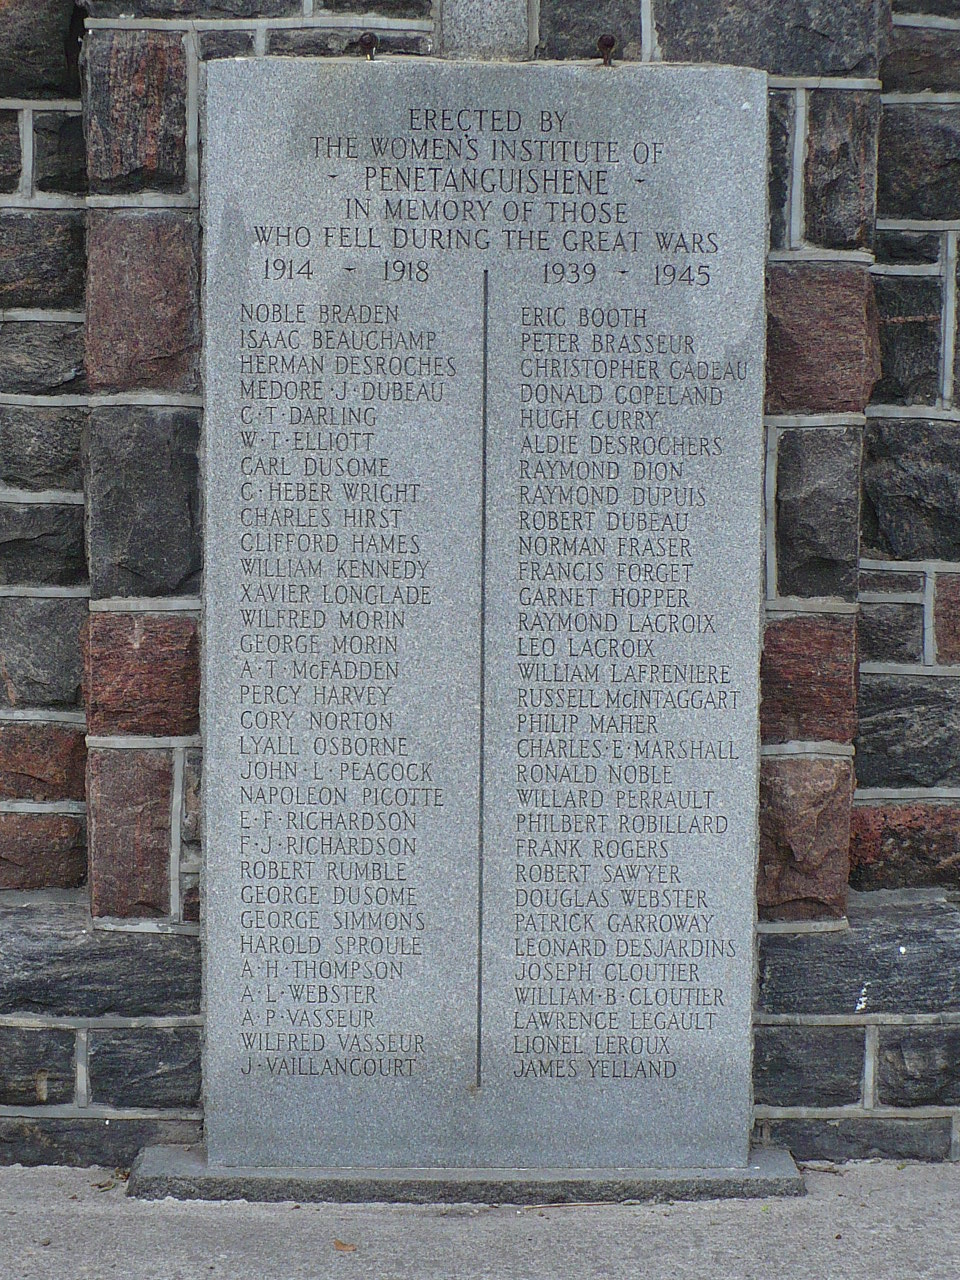 ERECTED BY
THE WOMEN'S INSTITUTE OF
· PENETANGUISHENE ·
IN MEMORY OF THOSE
WHO FELL DURING THE GREAT WARS
1914 · 1918
NOBLE BRADEN
ISAAC BEAUCHAMP
HERMAN DESROCHER
MEDORE · J · DUBEAU
C · T · DARLING
W · T · ELLIOTT
CARL DUSOME
C · HEBER WRIGHT
CHARLES HIRST
CLIFFORD HAMES
WILLIAM KENNEDY
XAVIER LONGLADE
WILFRED MORIN
GEORGE MORIN
A · T · McFADDEN
PERCY HARVEY
CORY NORTON
LYALL OSBORNE
JOHN · L · PEACOCK
NAPOLEON PICOTTE
E · F · RICHARDSON
F · J · RICHARDSON
ROBERT RUMBLE
GEORGE DUMAIS
GEORGE SIMMONS
HAROLD SPROULE
A · H · THOMPSON
A · L · WEBSTER
A · P · VASSEUR
WILFRED VASSEUR
J · VAILLANCOURT
1939 · 1945
ERIC BOOTH
PETER BRASSEUR
CHRISTOPHER CADEAU
DONALD COPELAND
HUGH CURRY
ALDIE DESROCHERS
RAYMOND DION
RAYMOND DUPUIS
ROBERT DUBEAU
NORMAN FRASER
FRANCIS FORGET
GARNET HOPPER
RAYMOND LACROIX
LEO LACROIX
WILLIAM LAFRENIERE
RUSSELL McINTAGGART
PHILIP MAHER
CHARLES · E · MARSHALL
RONALD NOBLE
WILLARD PERRAULT
PHILBERT ROBILLARD
FRANK ROGERS
ROBERT SAWYER
DOUGLAS WEBSTER
PATRICK GARROWAY
LEONARD DESJARDINS
JOSEPH CLOUTIER
WILLIAM · B · CLOUTIER
LAWRENCE LEGAULT
LIONEL LEROUX
JAMES YELLAND